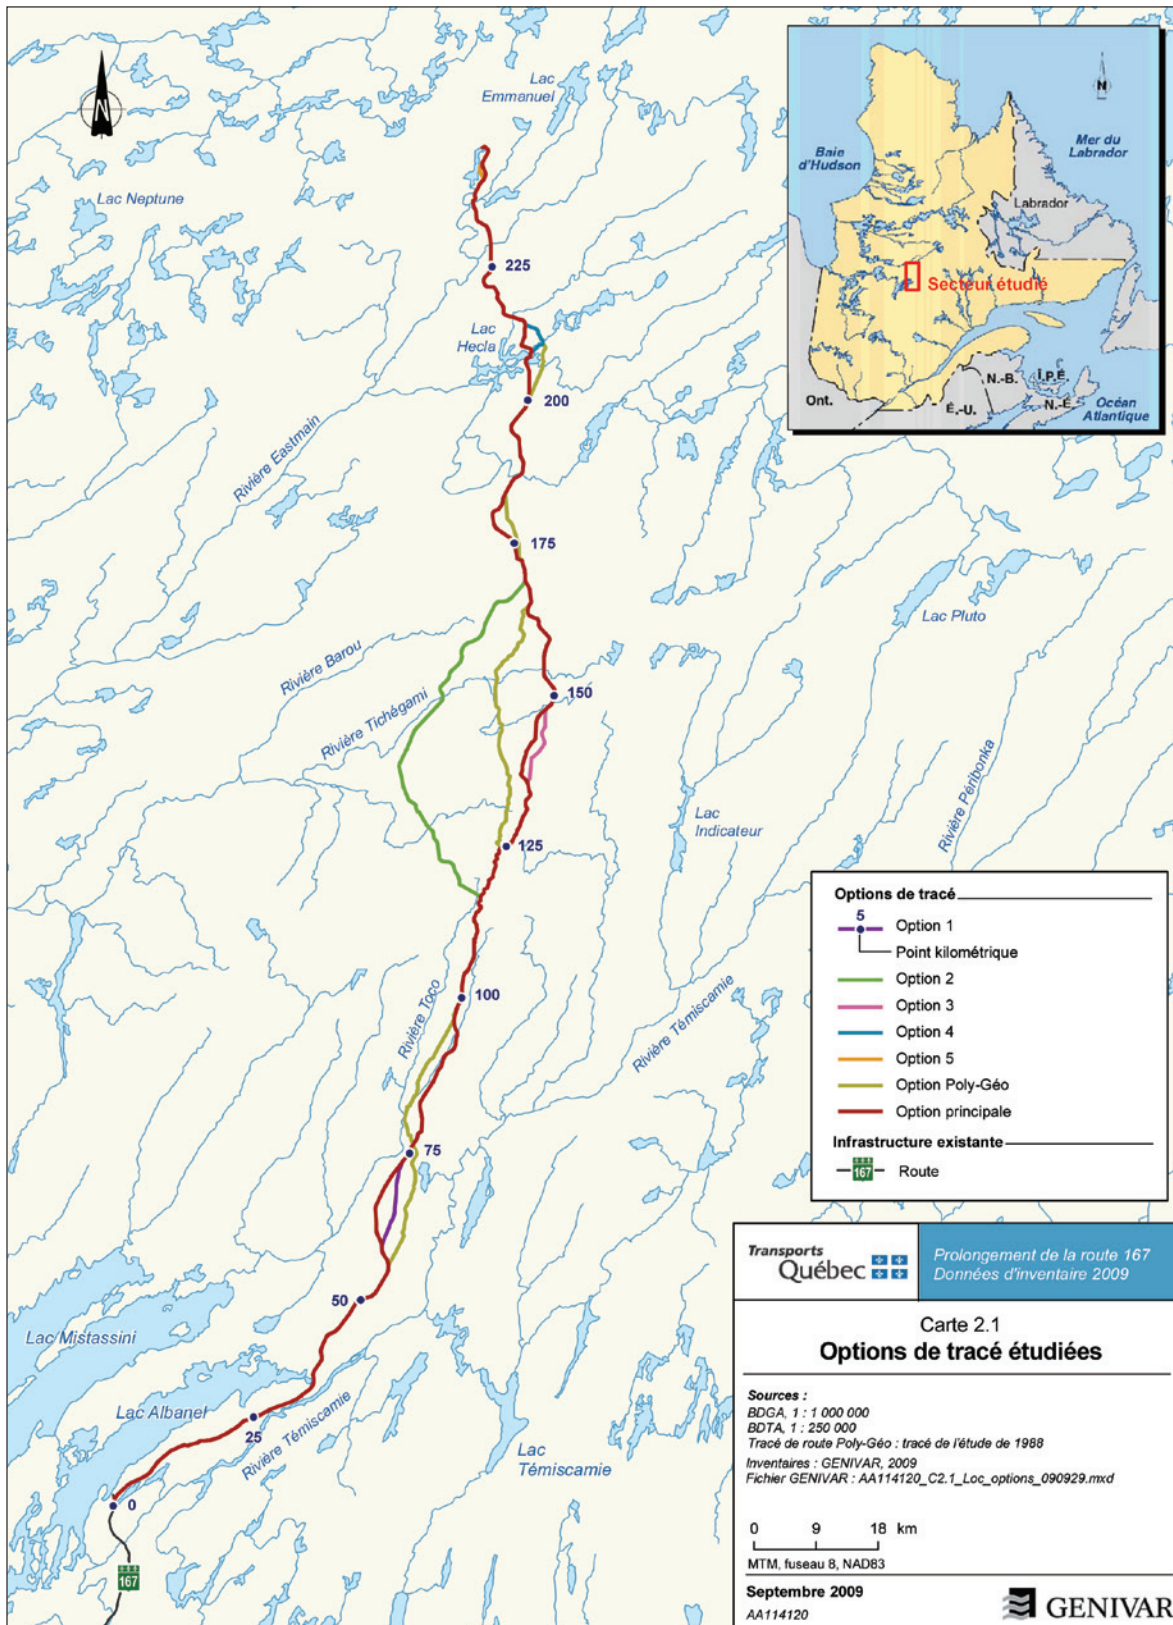 N
Lac
Emmanuel
Lac Neptune
225
Lac
Hecla
200
Rivière Eastmain
175
Lac Pluto
Rivière Barou
150
Rivière Tichégami
Rivière Péribonka
Lac
Indicateur
125
100
Rivière Toco
Rivière Témiscamie
75
50
Lac Mistassini
Lac Albanel
25
Rivière Témiscamie
Lac
Témiscamie
0
167
N
Baie
d'Hudson
Mer du
Labrador
Labrador
Secteur étudié
Ont.
É.-U.
N.-B.
Î.P.É.
N.-É.
Océan
Atlantique
Options de tracé
5
Option 1
Point kilométrique
Option 2
Option 3
Option 4
Option 5
Option Poly-Géo
Option principale
Infrastructure existante
167
Route
Transports
Québec
Prolongement de la route 167
Données d'inventaire 2009
Carte 2.1
Options de tracé étudiées
Sources :
BDGA, 1 : 1 000 000
BDTA, 1 : 250 000
Tracé de route Poly-Géo : tracé de l'étude de 1988
Inventaires : GENIVAR, 2009
Fichier GENIVAR : AA114120_C2.1_Loc_options_090929.mxd
0 9 18 km
MTM, fuseau 8, NAD83
Septembre 2009
AA114120
GENIVAR